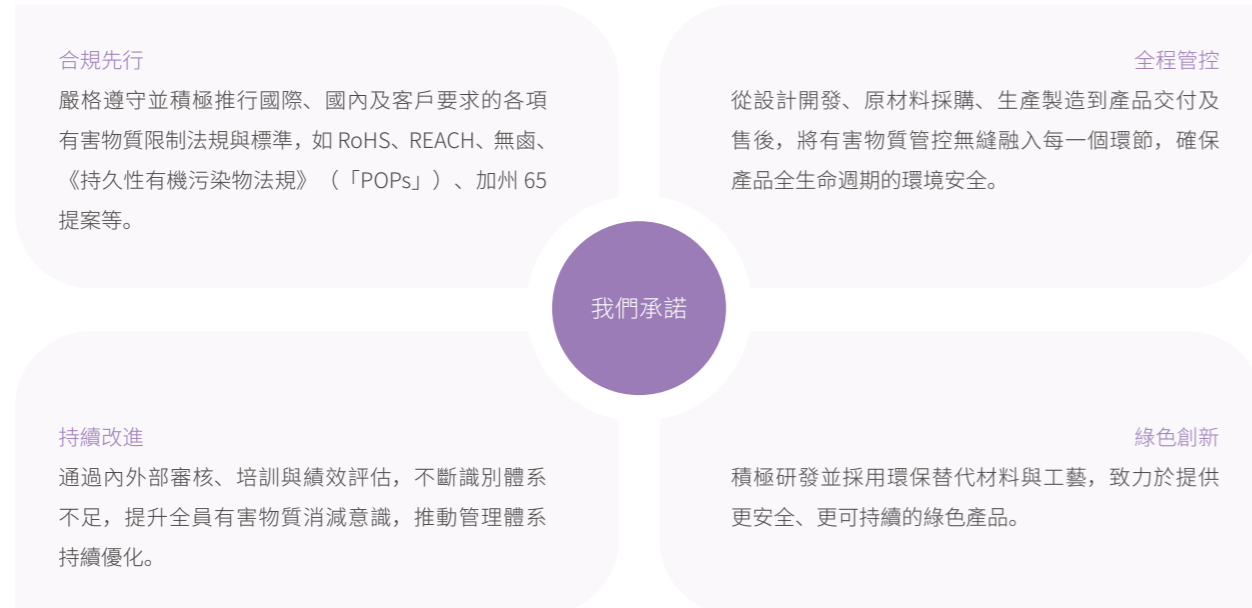 合規先行
嚴格遵守並積極推行國際、國內及客戶要求的各項
有害物質限制法規與標準，如 RoHS、REACH、無鹵、
《持久性有機污染物法規》（「POPs」）、加州 65
提案等。
全程管控
從設計開發、原材料採購、生產製造到產品交付及
售後，將有害物質管控無縫融入每一個環節，確保
產品全生命週期的環境安全。
我們承諾
持續改進
通過內外部審核、培訓與績效評估，不斷識別體系
不足，提升全員有害物質消減意識，推動管理體系
持續優化。
綠色創新
積極研發並採用環保替代材料與工藝，致力於提供
更安全、更可持續的綠色產品。